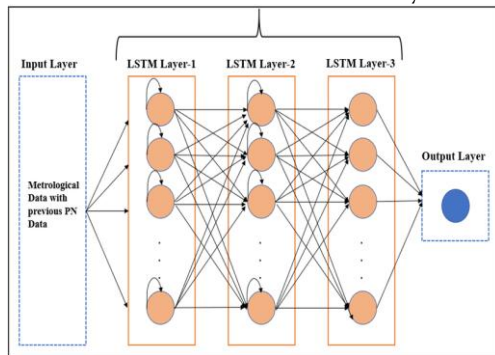 Input Layer
LSTM Layer-1
LSTM Layer-2
LSTM Layer-3
Output Layer
Metrological
Data with
previous PN
Data